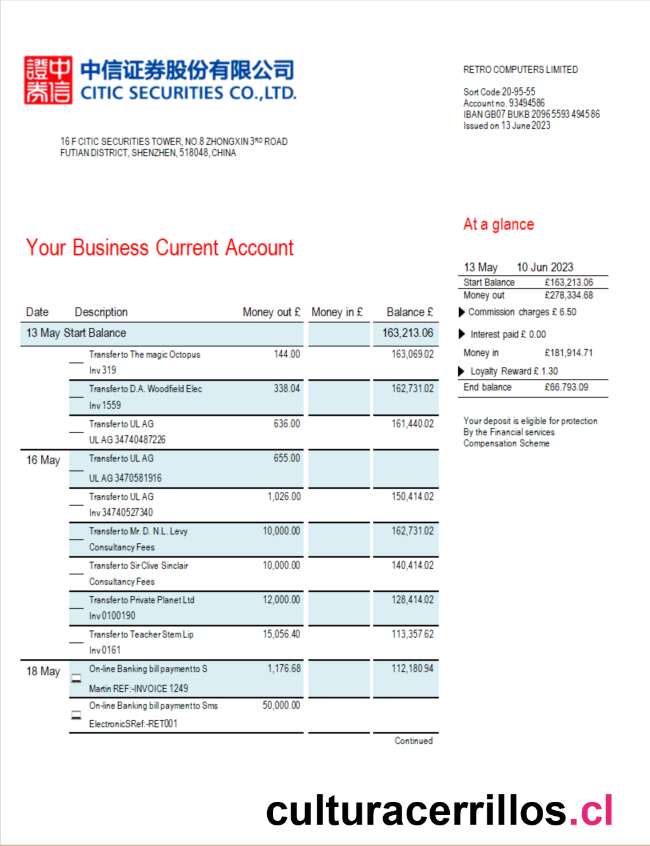 證中
券信
中信证券股份有限公司
CITIC SECURITIES CO.,LTD.
16 F CITIC SECURITIES TOWER, NO.8 ZHONGXIN 3RD ROAD
FUTIAN DISTRICT, SHENZHEN, 518048, CHINA
RETRO COMPUTERS LIMITED
Sort Code 20-95-55
Account no. 93494586
IBAN GB07 BUKB 2096 5593 4945 86
Issued on 13 June 2023
Your Business Current Account
At a glance
13 May 10 Jun 2023
Start Balance £163,213.06
Money out £278,334.68
Commission charges £ 6.50
Interest paid £ 0.00
Money in £181,914.71
Loyalty Reward £ 1.30
End balance £66.793.09
Your deposit is eligible for protection
By the Financial services
Compensation Scheme
Date Description Money out £ Money in £ Balance £
13 May Start Balance 163,213.06
Transfer to The magic Octopus 144.00 163,069.02
Inv 319
Transfer to D.A. Woodfield Elec 338.04 162,731.02
Inv 1559
Transfer to UL AG 636.00 161,440.02
UL AG 34740487226
16 May Transfer to UL AG 655.00
UL AG 3470581916
Transfer to UL AG 1,026.00 150,414.02
Inv 34740527340
Transfer to Mr. D. N.L. Levy 10,000.00 162,731.02
Consultancy Fees
Transfer to Sir Clive Sinclair 10,000.00 140,414.02
Consultancy Fees
Transfer to Private Planet Ltd 12,000.00 128,414.02
Inv 0100190
Transfer to Teacher Stem Lip 15,056.40 113,357.62
Inv 0161
18 May On-line Banking bill payment to S 1,176.68 112,180.94
Martin REF:-INVOICE 1249
On-line Banking bill payment to Sms 50,000.00
ElectronicSRef:-RET001
Continued
culturacerrillos.cl